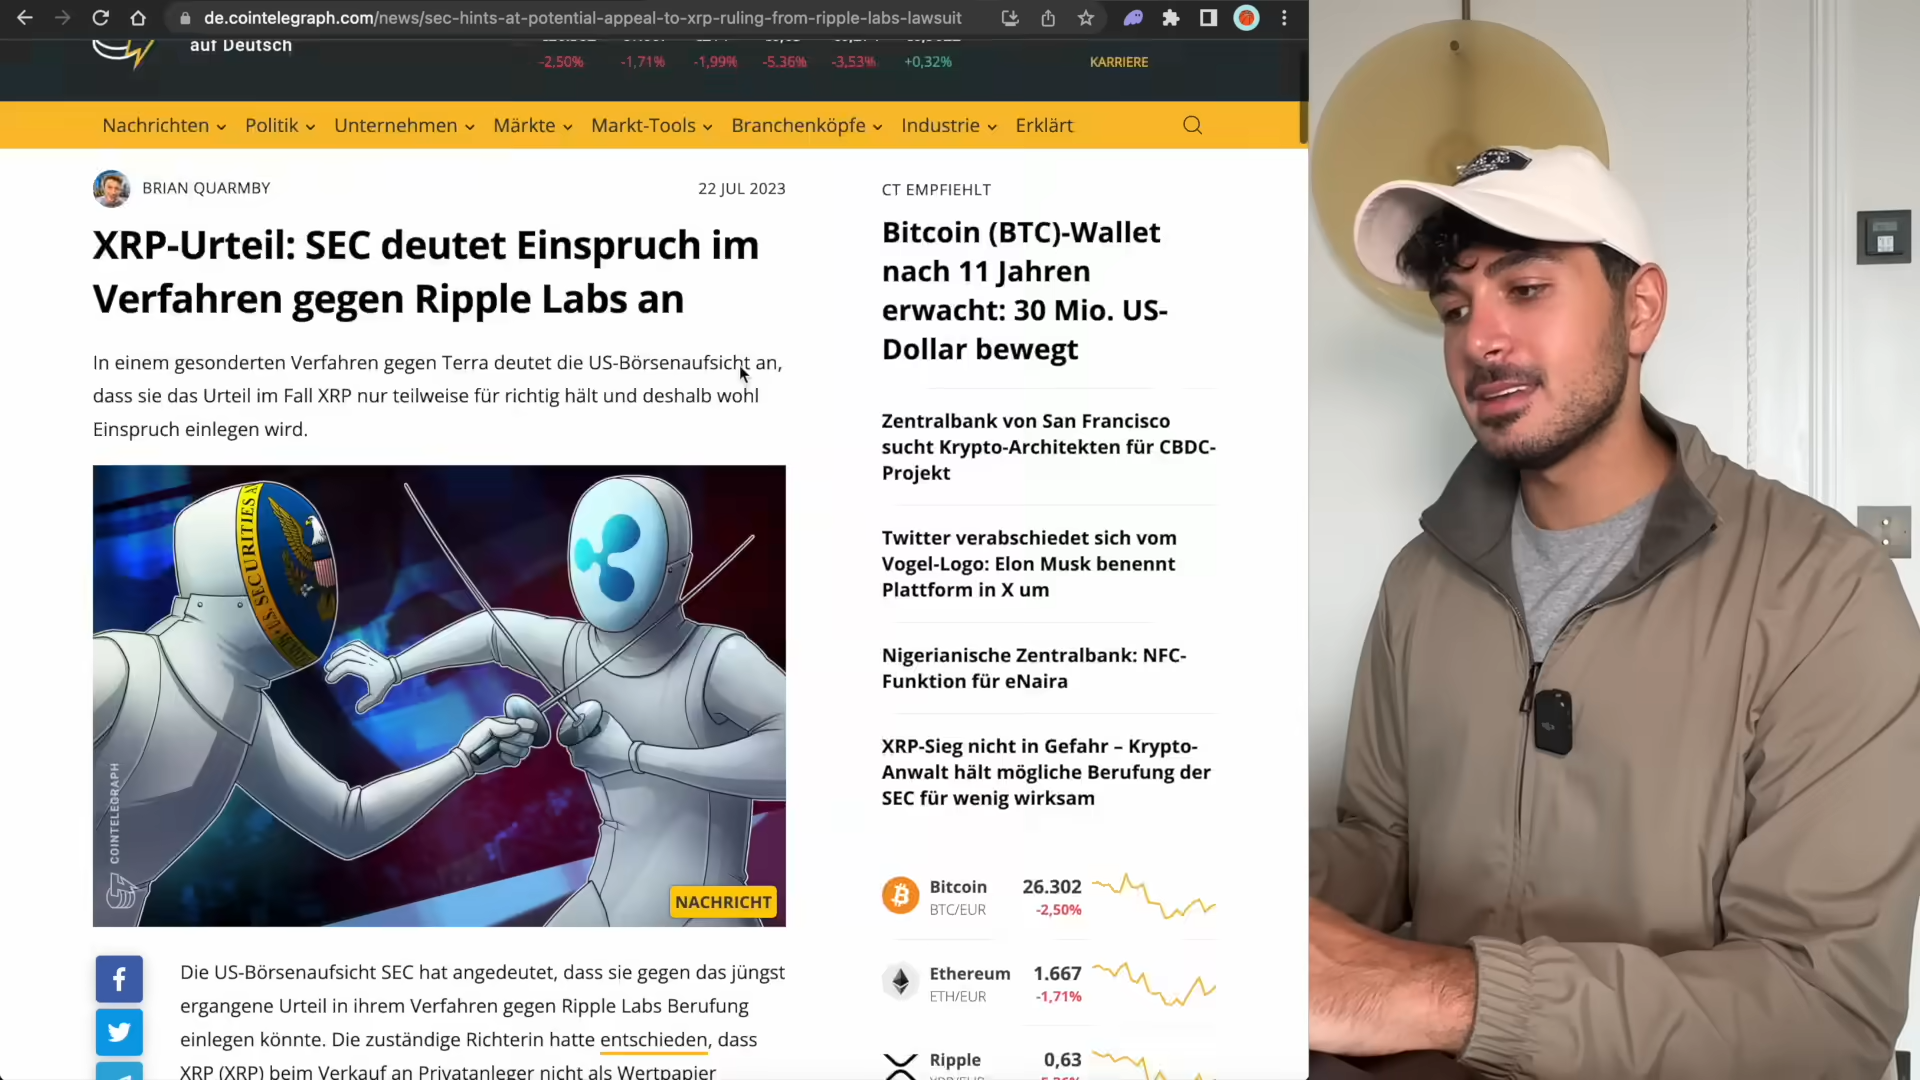 de.cointelegraph.com/news/sec-hints-at-potential-appeal-to-xrp-ruling-from-ripple-labs-lawsuit
auf Deutsch
-2,50% -1,71% -1,99% -5.36% -3,53% +0,32%
KARRIERE
Nachrichten Politik Unternehmen Märkte Markt-Tools Branchenköpfe Industrie Erklärt
BRIAN QUARMBY
22 JUL 2023
XRP-Urteil: SEC deutet Einspruch im
Verfahren gegen Ripple Labs an
In einem gesonderten Verfahren gegen Terra deutet die US-Börsenaufsicht an,
dass sie das Urteil im Fall XRP nur teilweise für richtig hält und deshalb wohl
Einspruch einlegen wird.
SECURITIES
COINTELEGRAPH
NACHRICHT
Die US-Börsenaufsicht SEC hat angedeutet, dass sie gegen das jüngst
ergangene Urteil in ihrem Verfahren gegen Ripple Labs Berufung
einlegen könnte. Die zuständige Richterin hatte entschieden, dass
XRP (XRP) beim Verkauf an Privatanleger nicht als Wertpapier
CT EMPFIEHLT
Bitcoin (BTC)-Wallet
nach 11 Jahren
erwacht: 30 Mio. US-
Dollar bewegt
Zentralbank von San Francisco
sucht Krypto-Architekten für CBDC-
Projekt
Twitter verabschiedet sich vom
Vogel-Logo: Elon Musk benennt
Plattform in X um
Nigerianische Zentralbank: NFC-
Funktion für eNaira
XRP-Sieg nicht in Gefahr – Krypto-
Anwalt hält mögliche Berufung der
SEC für wenig wirksam
Bitcoin 26.302
BTC/EUR -2,50%
Ethereum 1.667
ETH/EUR -1,71%
Ripple 0,63